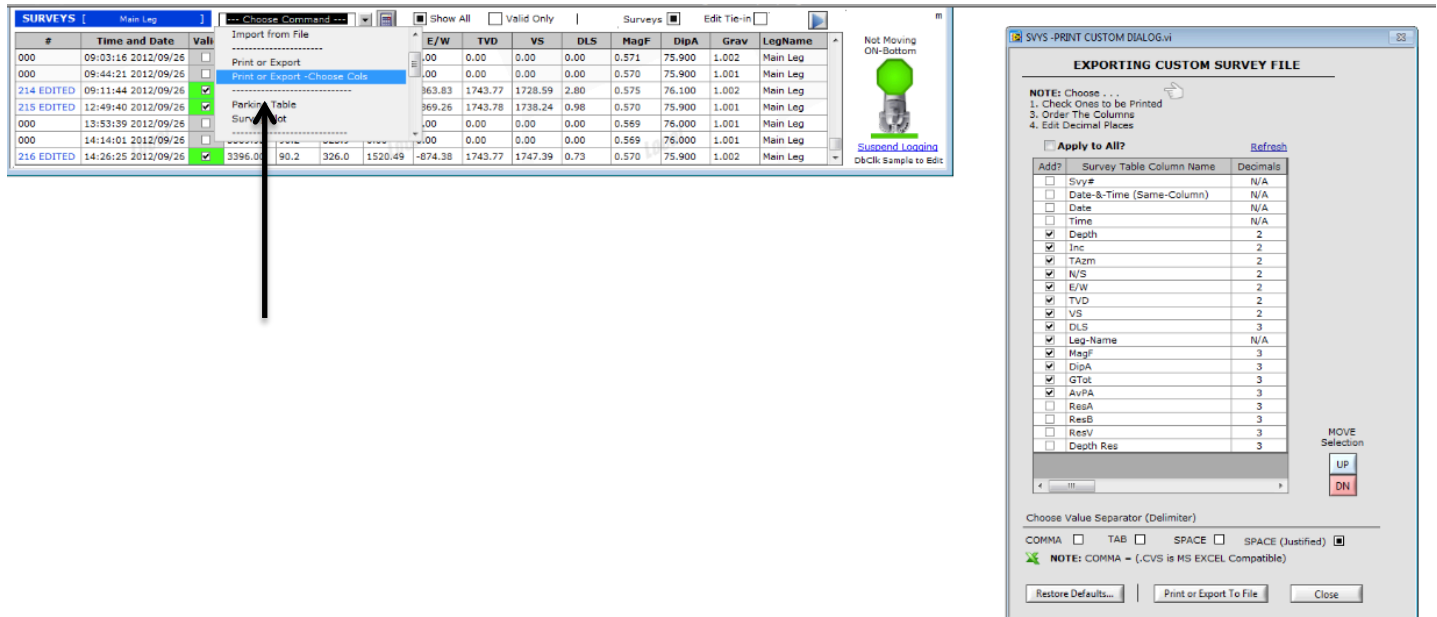 SURVEYS [ Main Leg ] --- Choose Command --- Show All Valid Only | Surveys Edit Tie-in m
# Time and Date Vali E/W TVD VS DLS MagF DipA Grav LegName
Import from File
-----------------------
Print or Export
Print or Export -Choose Cols
------------------------------
Parking Table
-----------------------------
000 09:03:16 2012/09/26 .00 0.00 0.00 0.00 0.571 75.900 1.002 Main Leg
000 09:44:21 2012/09/26 .00 0.00 0.00 0.00 0.570 75.900 1.001 Main Leg
214 EDITED 09:11:44 2012/09/26 863.83 1743.77 1728.59 2.80 0.575 76.100 1.002 Main Leg
215 EDITED 12:49:40 2012/09/26 869.26 1743.78 1738.24 0.98 0.570 75.900 1.001 Main Leg
000 13:53:39 2012/09/26 .00 0.00 0.00 0.00 0.569 76.000 1.001 Main Leg
000 14:14:01 2012/09/26 0.00 0.00 0.00 0.00 0.569 76.000 1.001 Main Leg
216 EDITED 14:26:25 2012/09/26 3396.00 90.2 326.0 1520.49 -874.38 1743.77 1747.39 0.73 0.570 75.900 1.002 Main Leg
Not Moving
ON-Bottom
Suspend Logging
DbClk Sample to Edit
SVYS -PRINT CUSTOM DIALOG.vi
EXPORTING CUSTOM SURVEY FILE
NOTE: Choose . . .
1. Check Ones to be Printed
3. Order The Columns
4. Edit Decimal Places
Apply to All? Refresh
Add? Survey Table Column Name Decimals
Svy# N/A
Date-&-Time (Same-Column) N/A
Date N/A
Time N/A
Depth 2
Inc 2
TAzm 2
N/S 2
E/W 2
TVD 2
VS 2
DLS 3
Leg-Name N/A
MagF 3
DipA 3
GTot 3
AvPA 3
ResA 3
ResB 3
ResV 3
Depth Res 3
MOVE
Selection
UP
DN
Choose Value Separator (Delimiter)
COMMA TAB SPACE SPACE (Justified)
NOTE: COMMA = (.CVS is MS EXCEL Compatible)
Restore Defaults... | Print or Export To File Close